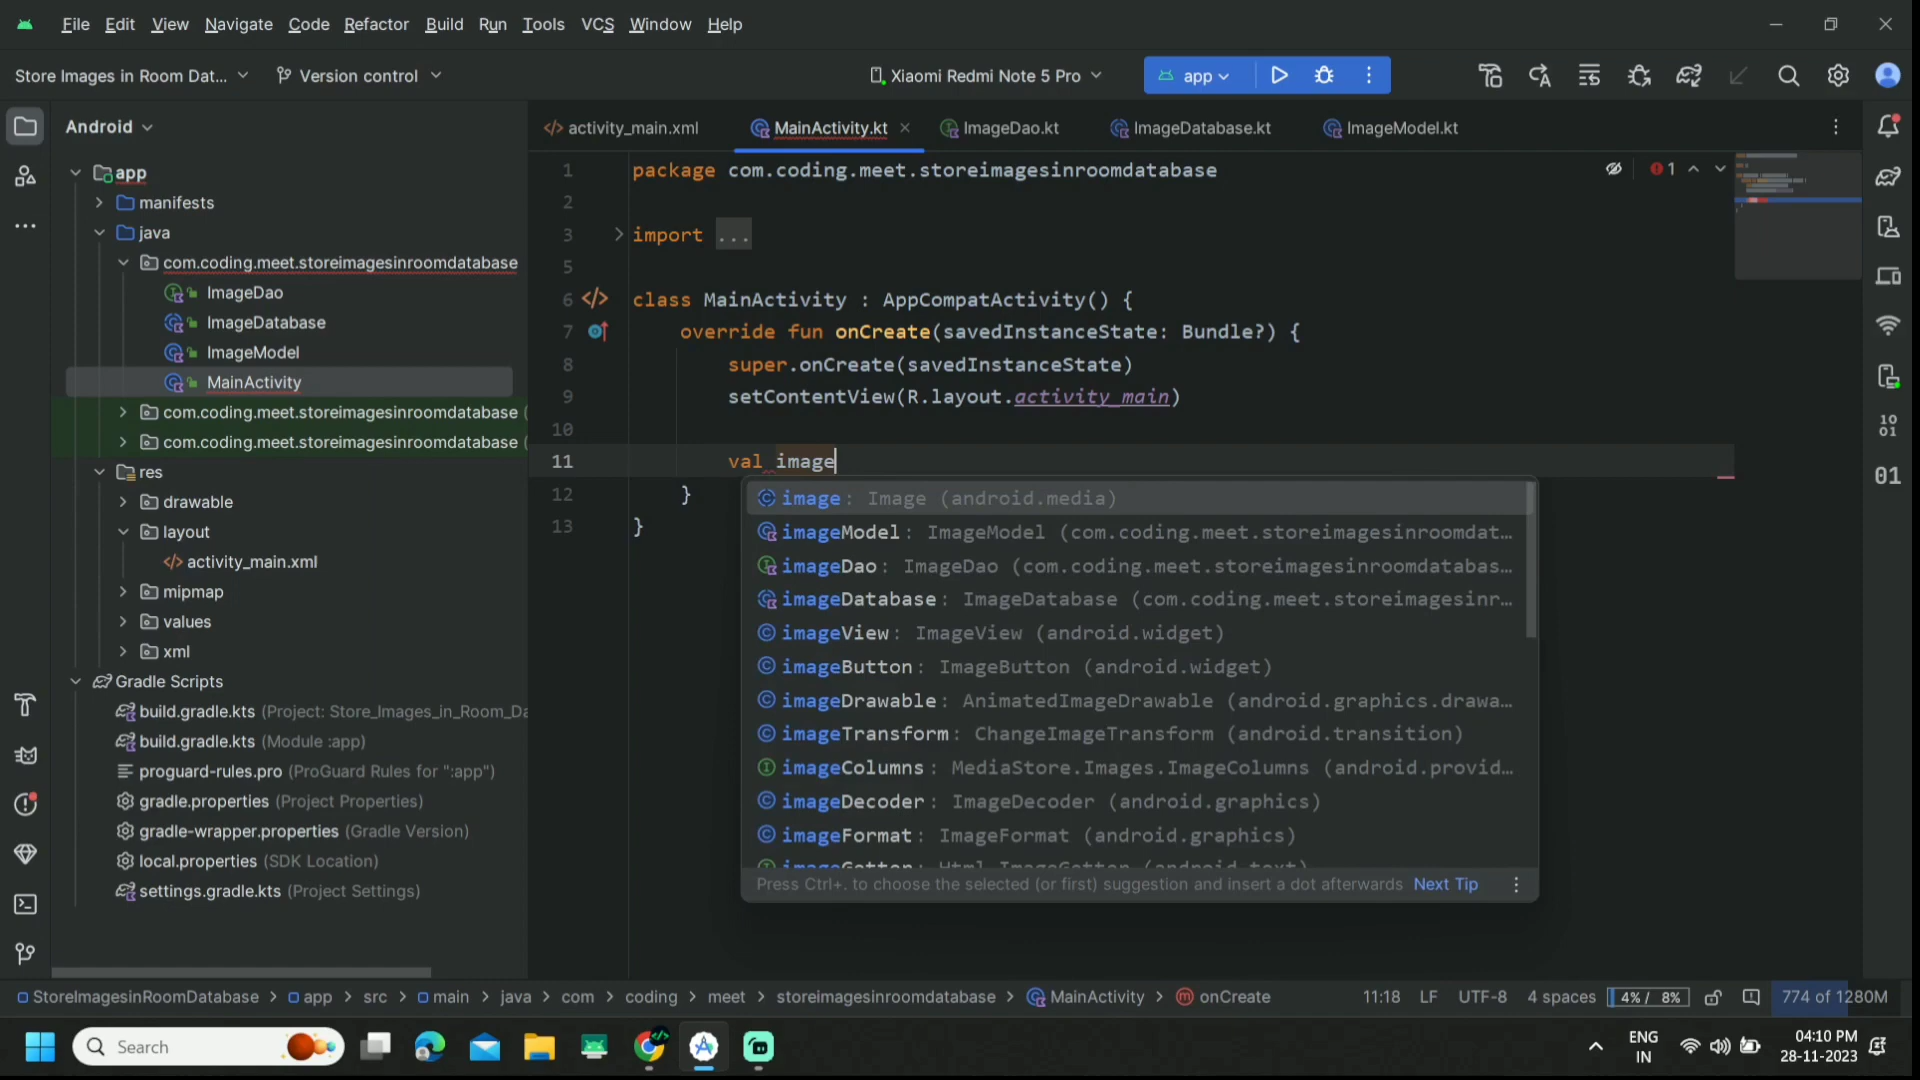 File Edit View Navigate Code Refactor Build Run Tools VCS Window Help
Store Images in Room Dat... Version control Xiaomi Redmi Note 5 Pro app
Android
app
manifests
java
com.coding.meet.storeimagesinroomdatabase
ImageDao
ImageDatabase
ImageModel
MainActivity
com.coding.meet.storeimagesinroomdatabase (
com.coding.meet.storeimagesinroomdatabase (
res
drawable
layout
activity_main.xml
mipmap
values
xml
Gradle Scripts
build.gradle.kts (Project: Store_Images_in_Room_Da
build.gradle.kts (Module :app)
proguard-rules.pro (ProGuard Rules for ":app")
gradle.properties (Project Properties)
gradle-wrapper.properties (Gradle Version)
local.properties (SDK Location)
settings.gradle.kts (Project Settings)
activity_main.xml MainActivity.kt ImageDao.kt ImageDatabase.kt ImageModel.kt
1 package com.coding.meet.storeimagesinroomdatabase 1
2
3 import ...
5
6 class MainActivity : AppCompatActivity() {
7 override fun onCreate(savedInstanceState: Bundle?) {
8 super.onCreate(savedInstanceState)
9 setContentView(R.layout.activity_main)
10
11 val image
12 }
13 }
image: Image (android.media)
imageModel: ImageModel (com.coding.meet.storeimagesinroomdat...
imageDao: ImageDao (com.coding.meet.storeimagesinroomdatabas...
imageDatabase: ImageDatabase (com.coding.meet.storeimagesinr...
imageView: ImageView (android.widget)
imageButton: ImageButton (android.widget)
imageDrawable: AnimatedImageDrawable (android.graphics.drawa...
imageTransform: ChangeImageTransform (android.transition)
imageColumns: MediaStore.Images.ImageColumns (android.provid...
imageDecoder: ImageDecoder (android.graphics)
imageFormat: ImageFormat (android.graphics)
imageGetter: Html.ImageGetter (android.text)
Press Ctrl+. to choose the selected (or first) suggestion and insert a dot afterwards Next Tip
10
01
01
StoreImagesinRoomDatabase > app > src > main > java > com > coding > meet > storeimagesinroomdatabase > MainActivity > onCreate 11:18 LF UTF-8 4 spaces 4% / 8% 774 of 1280M
Search
ENG
IN
04:10 PM
28-11-2023